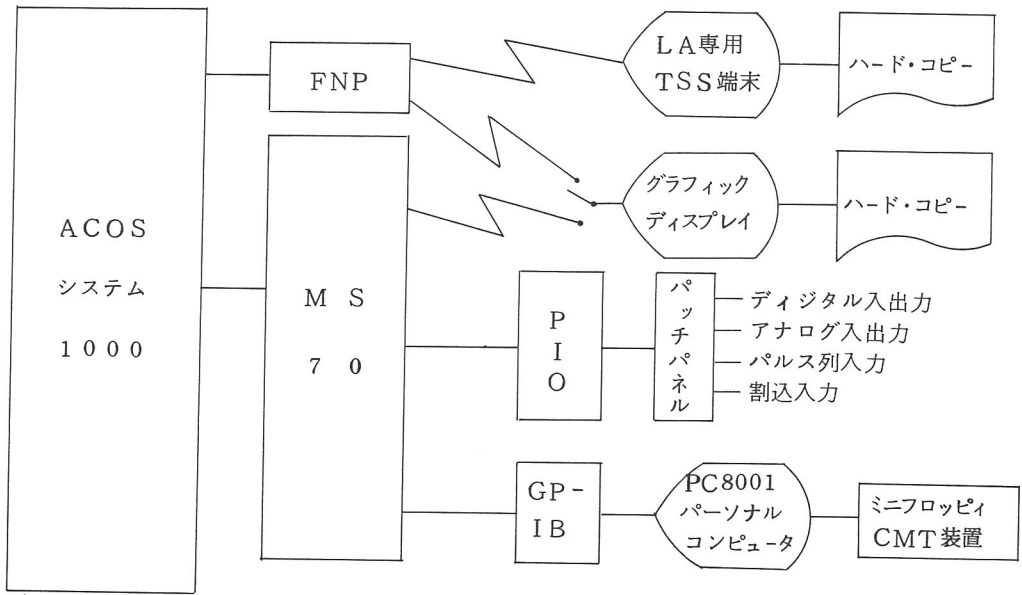 ACOS
システム
1000
FNP
MS
70
LA専用
TSS端末
ハード・コピー
グラフィック
ディスプレイ
ハード・コピー
PIO
パッチパネル
ディジタル入出力
アナログ入出力
パルス列入力
割込入力
GP-
IB
PC8001
パーソナル
コンピュータ
ミニフロッピィ
CMT装置